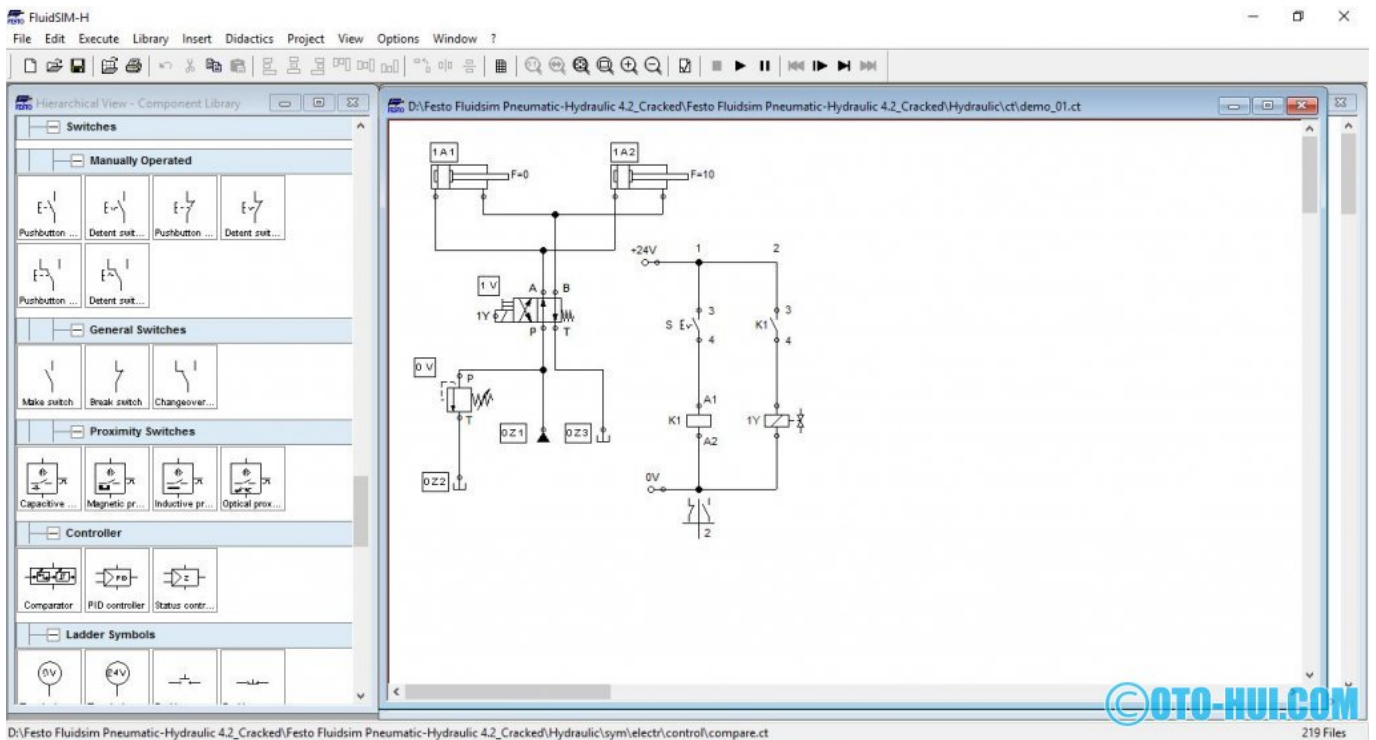 FluidSIM-H
File Edit Execute Library Insert Didactics Project View Options Window ?
Hierarchical View - Component Library
D:\Festo Fluidsim Pneumatic-Hydraulic 4.2_Cracked\Festo Fluidsim Pneumatic-Hydraulic 4.2_Cracked\Hydraulic\ct\demo_01.ct
Switches
Manually Operated
Pushbutton ... Detent swit... Pushbutton ... Detent swit...
Pushbutton ... Detent swit...
General Switches
Make switch Break switch Changeover...
Proximity Switches
Capacitive ... Magnetic pr... Inductive pr... Optical prox...
Controller
PID
Comparator PID controller Status contr...
Ladder Symbols
0V 24V
1A1 1A2
F=0 F=10
+24V 1 2
1V A B
1Y P T
3 3
S K1
4 4
0V P
T
A1
K1 1Y
A2
0Z1 0Z3
0Z2
0V
2
©OTO-HUI.COM
D:\Festo Fluidsim Pneumatic-Hydraulic 4.2_Cracked\Festo Fluidsim Pneumatic-Hydraulic 4.2_Cracked\Hydraulic\sym\electr\control\compare.ct 219 Files